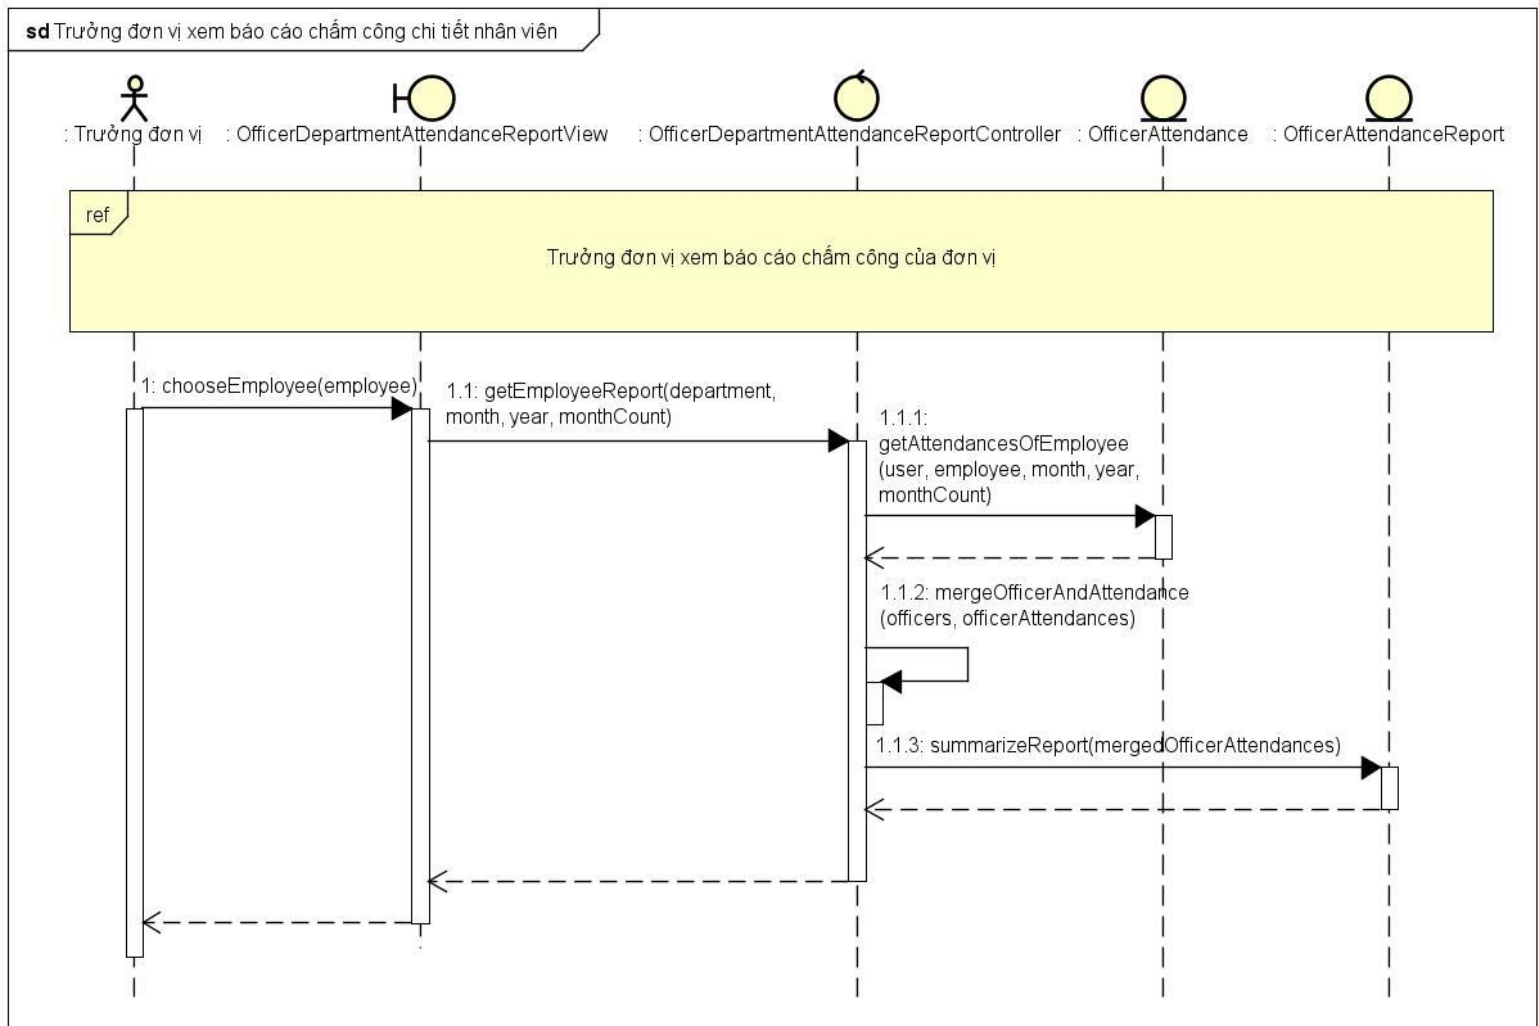 sd Trưởng đơn vị xem báo cáo chấm công chi tiết nhân viên
: Trưởng đơn vị
: OfficerDepartmentAttendanceReportView
: OfficerDepartmentAttendanceReportController
: OfficerAttendance
: OfficerAttendanceReport
ref
Trưởng đơn vị xem báo cáo chấm công của đơn vị
1: chooseEmployee(employee)
1.1: getEmployeeReport(department,
month, year, monthCount)
1.1.1:
getAttendancesOfEmployee
(user, employee, month, year,
monthCount)
1.1.2: mergeOfficerAndAttendance
(officers, officerAttendances)
1.1.3: summarizeReport(mergedOfficerAttendances)